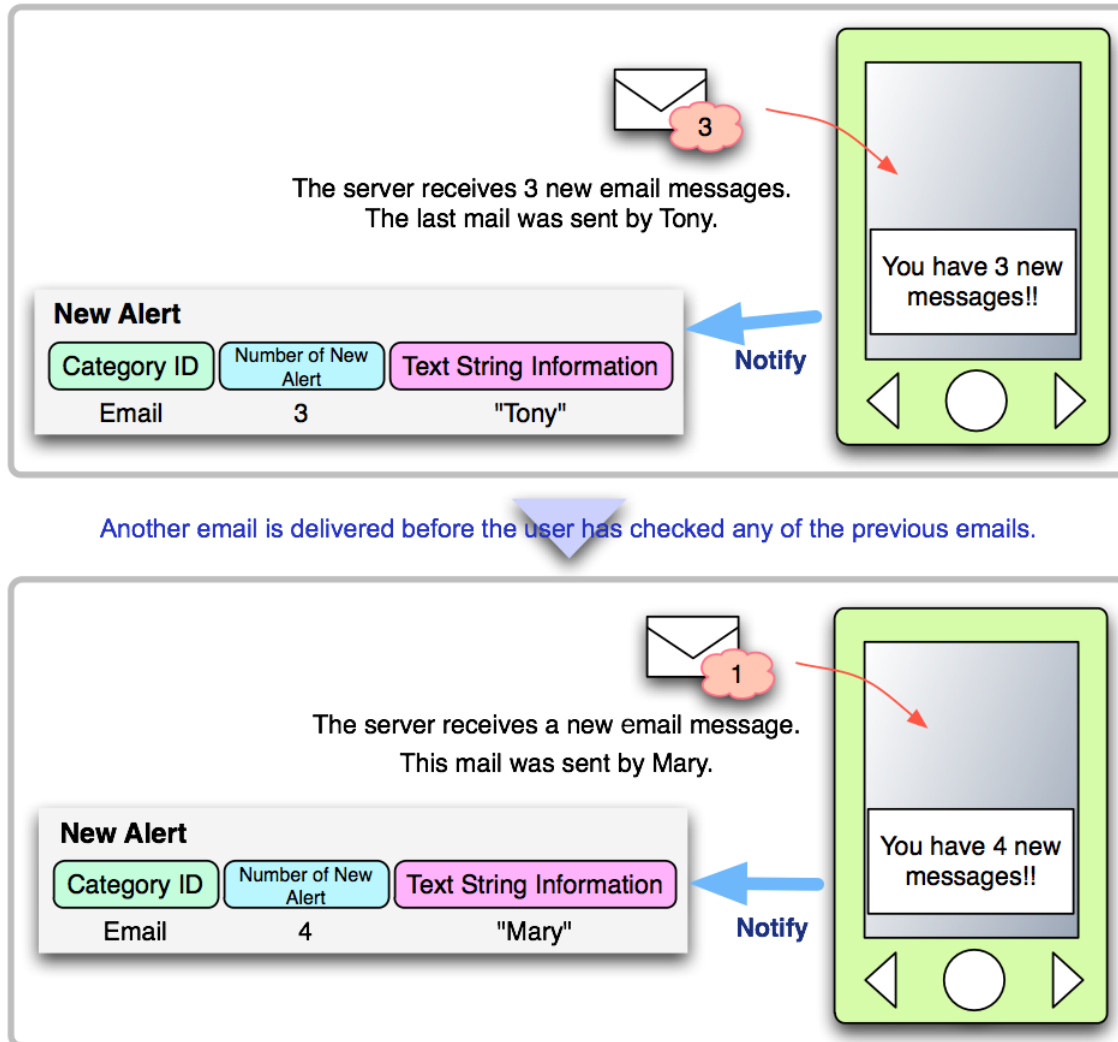 3
The server receives 3 new email messages.
The last mail was sent by Tony.
You have 3 new
messages!!
New Alert
Category ID
Number of New
Alert
Text String Information
Notify
Email
3
"Tony"
Another email is delivered before the user has checked any of the previous emails.
1
The server receives a new email message.
This mail was sent by Mary.
You have 4 new
messages!!
New Alert
Category ID
Number of New
Alert
Text String Information
Notify
Email
4
"Mary"